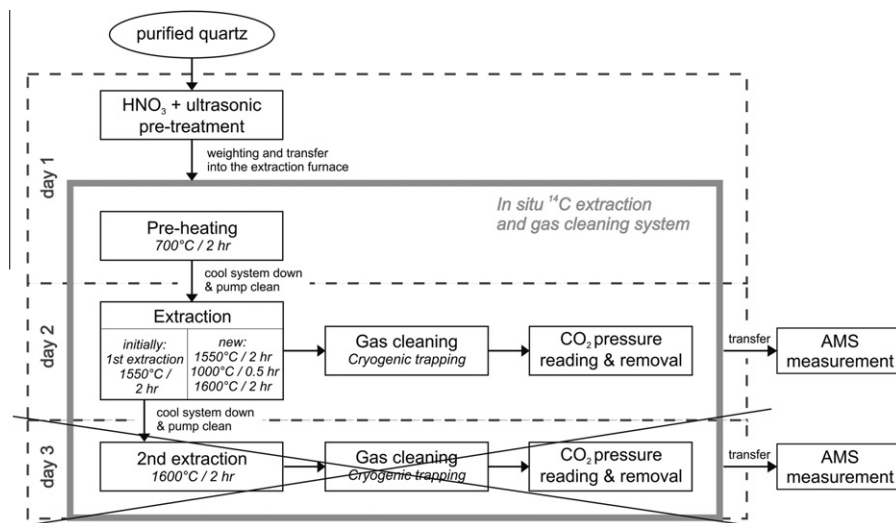 purified quartz
HNO₃ + ultrasonic
pre-treatment
weighting and transfer
into the extraction furnace
day 1
In situ ¹⁴C extraction
and gas cleaning system
Pre-heating
700°C / 2 hr
cool system down
& pump clean
day 2
Extraction
initially:
1st extraction
1550°C /
2 hr
new:
1550°C / 2 hr
1000°C / 0.5 hr
1600°C / 2 hr
Gas cleaning
Cryogenic trapping
CO₂ pressure
reading & removal
transfer
AMS
measurement
cool system down
& pump clean
day 3
2nd extraction
1600°C / 2 hr
Gas cleaning
Cryogenic trapping
CO₂ pressure
reading & removal
transfer
AMS
measurement